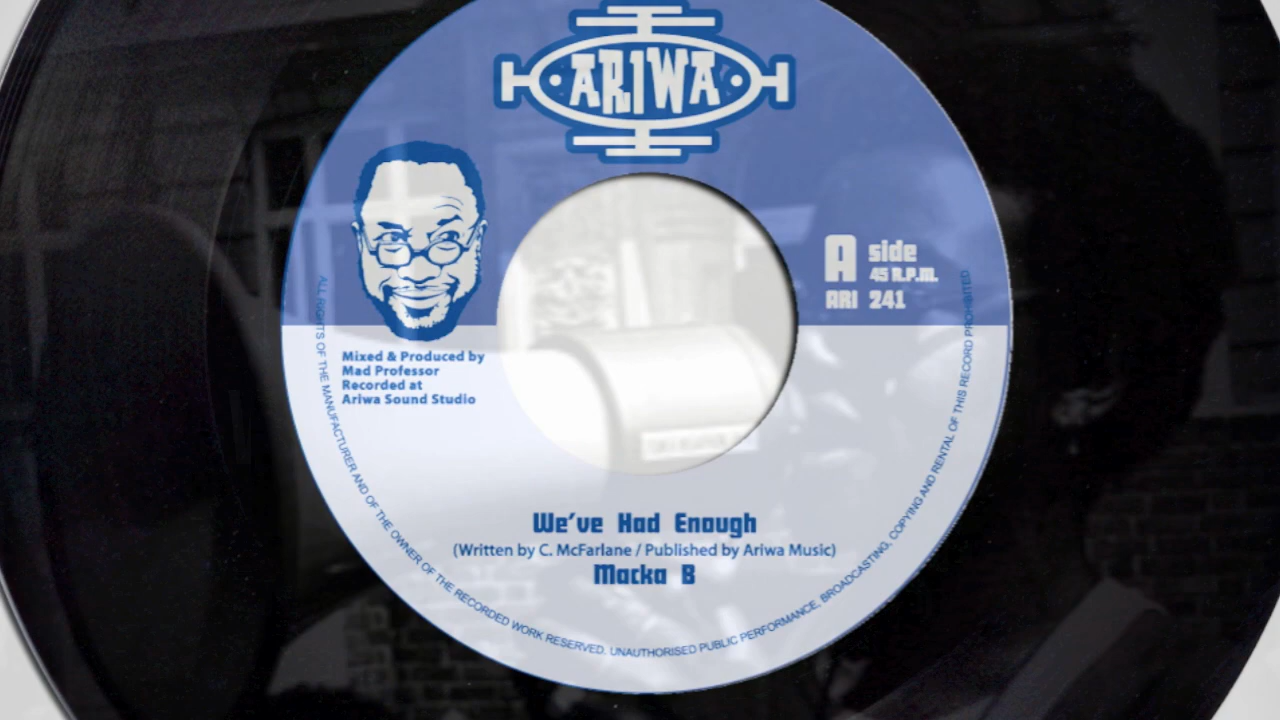 ARIWA
A side
45 R.P.M.
ARI 241
Mixed & Produced by
Mad Professor
Recorded at
Ariwa Sound Studio
We've Had Enough
(Written by C. McFarlane / Published by Ariwa Music)
Macka B
ALL RIGHTS OF THE MANUFACTURER AND OF THE OWNER OF THE RECORDED WORK RESERVED. UNAUTHORISED PUBLIC PERFORMANCE, BROADCASTING, COPYING AND RENTAL OF THIS RECORD PROHIBITED